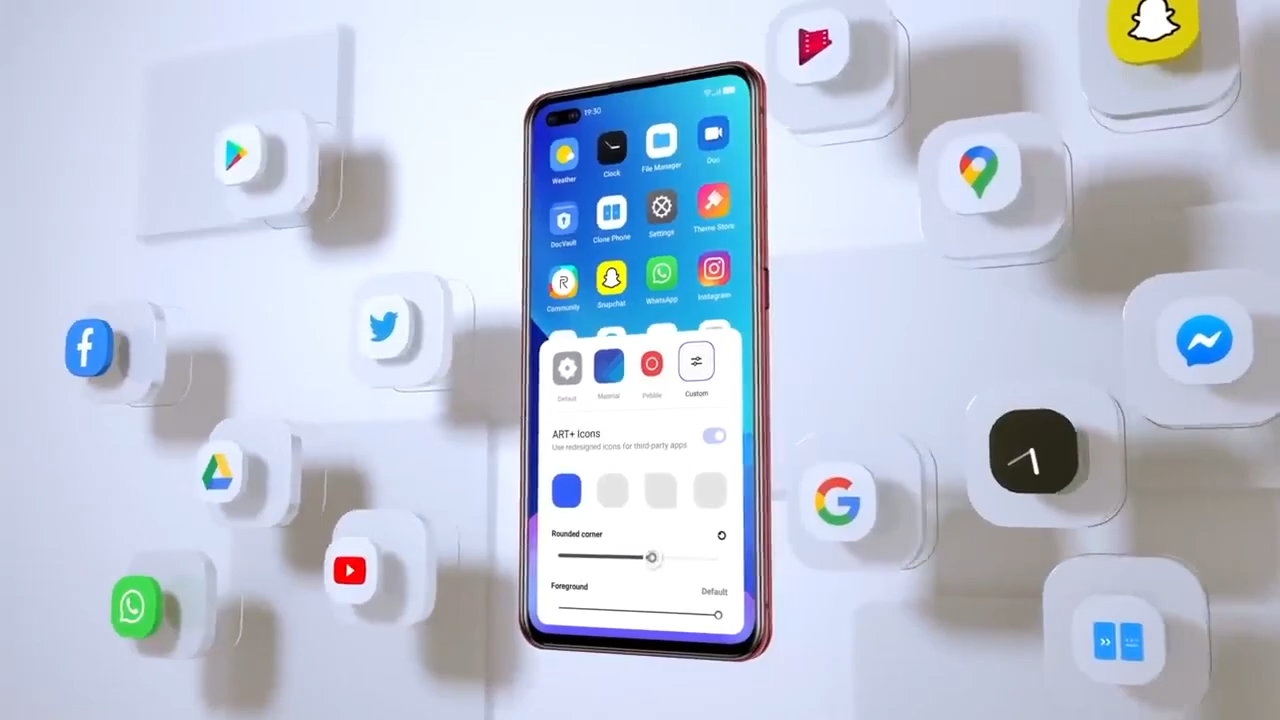 19:30
Weather
Clock
File Manager
Doc
DocVault
Clone Phone
Settings
Theme Store
Community
Snapchat
WhatsApp
Instagram
Default
Material
Pebble
Custom
ART+ Icons
Use redesigned icons for third-party apps
Rounded corner
Foreground
Default